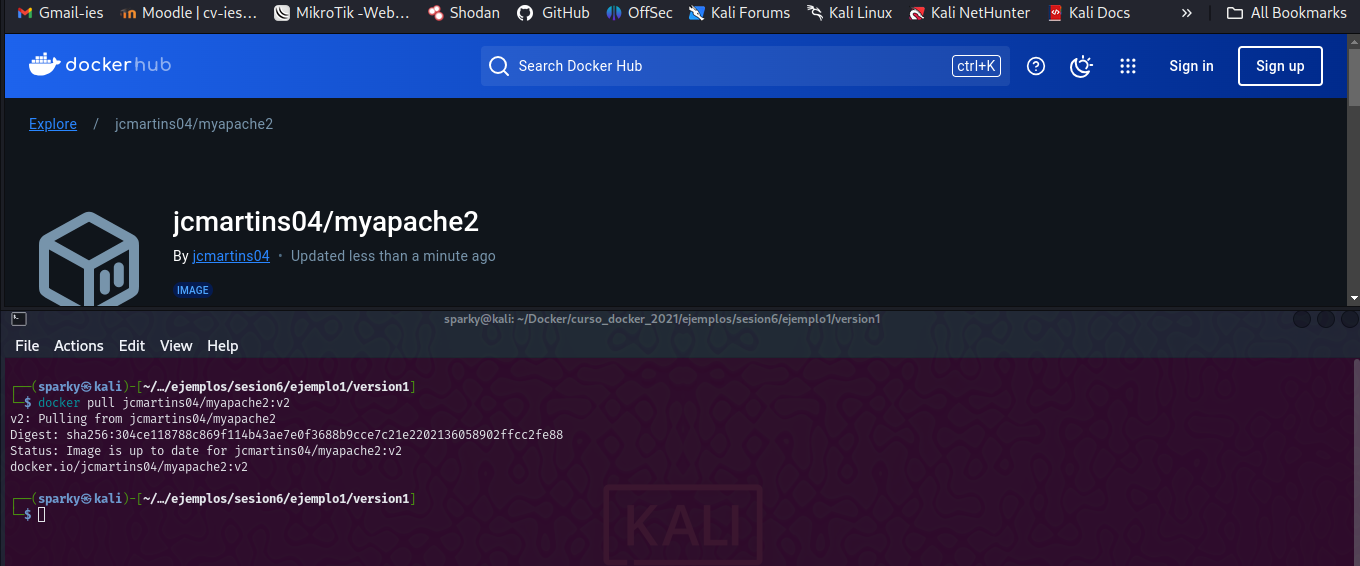 Gmail-ies Moodle | cv-ies... MikroTik -Web... Shodan GitHub OffSec Kali Forums Kali Linux Kali NetHunter Kali Docs » All Bookmarks
dockerhub Search Docker Hub ctrl+K Sign in Sign up
Explore / jcmartins04/myapache2
jcmartins04/myapache2
By jcmartins04 • Updated less than a minute ago
IMAGE
sparky@kali: ~/Docker/curso_docker_2021/ejemplos/sesion6/ejemplo1/version1
File Actions Edit View Help
┌──(sparky㉿kali)-[~/…/ejemplos/sesion6/ejemplo1/version1]
└─$ docker pull jcmartins04/myapache2:v2
v2: Pulling from jcmartins04/myapache2
Digest: sha256:304ce118788c869f114b43ae7e0f3688b9cce7c21e2202136058902ffcc2fe88
Status: Image is up to date for jcmartins04/myapache2:v2
docker.io/jcmartins04/myapache2:v2
┌──(sparky㉿kali)-[~/…/ejemplos/sesion6/ejemplo1/version1]
└─$
KALI